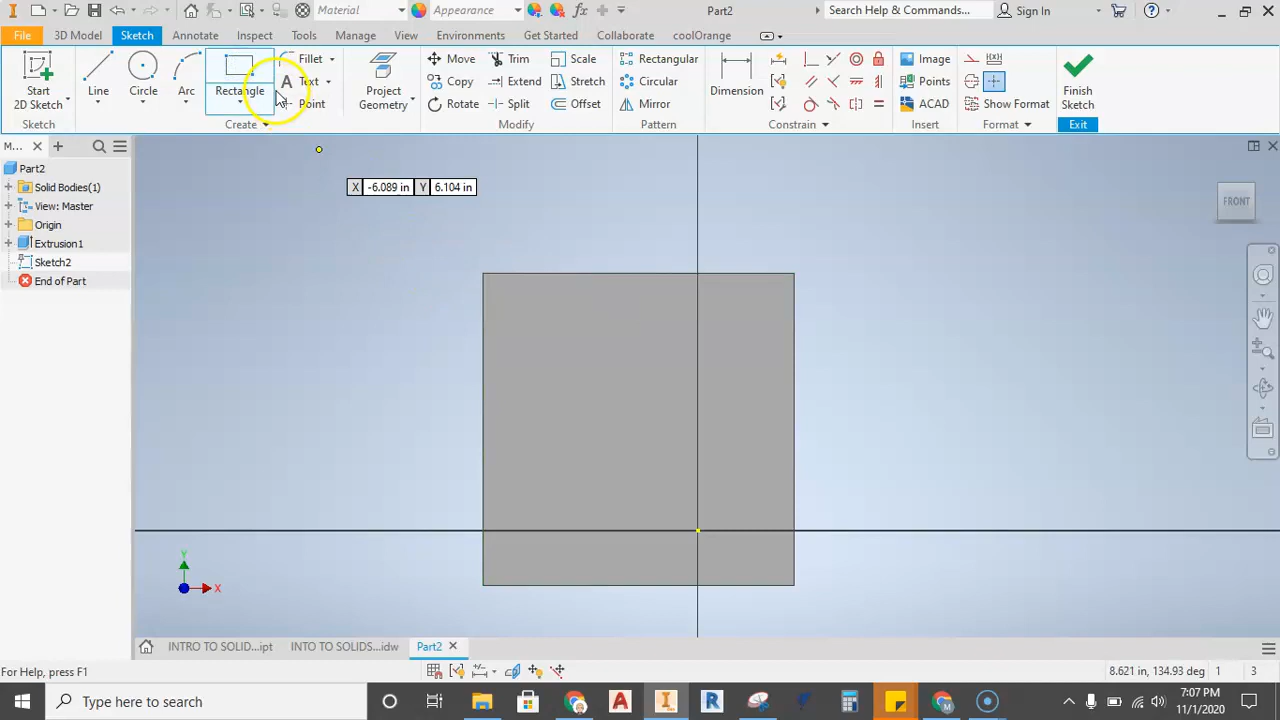 Material
Appearance
Part2
Search Help & Commands...
Sign In
File
3D Model
Sketch
Annotate
Inspect
Tools
Manage
View
Environments
Get Started
Collaborate
coolOrange
Start
2D Sketch
Line
Circle
Arc
Rectangle
Fillet
Text
Point
Project
Geometry
Move
Copy
Rotate
Trim
Extend
Split
Scale
Stretch
Offset
Rectangular
Circular
Mirror
Dimension
Image
Points
ACAD
Show Format
Finish
Sketch
Sketch
Create
Modify
Pattern
Constrain
Insert
Format
Exit
M...
Part2
Solid Bodies(1)
View: Master
Origin
Extrusion1
Sketch2
End of Part
X -6.089 in Y 6.104 in
FRONT
Y
X
INTRO TO SOLID...ipt
INTO TO SOLIDS...idw
Part2
For Help, press F1
8.621 in, 134.93 deg 1 3
Type here to search
7:07 PM
11/1/2020